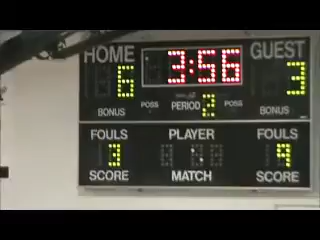 HOME 3:56 GUEST
6 3
BONUS POSS PERIOD 2 POSS BONUS
FOULS PLAYER FOULS
3 9
SCORE MATCH SCORE